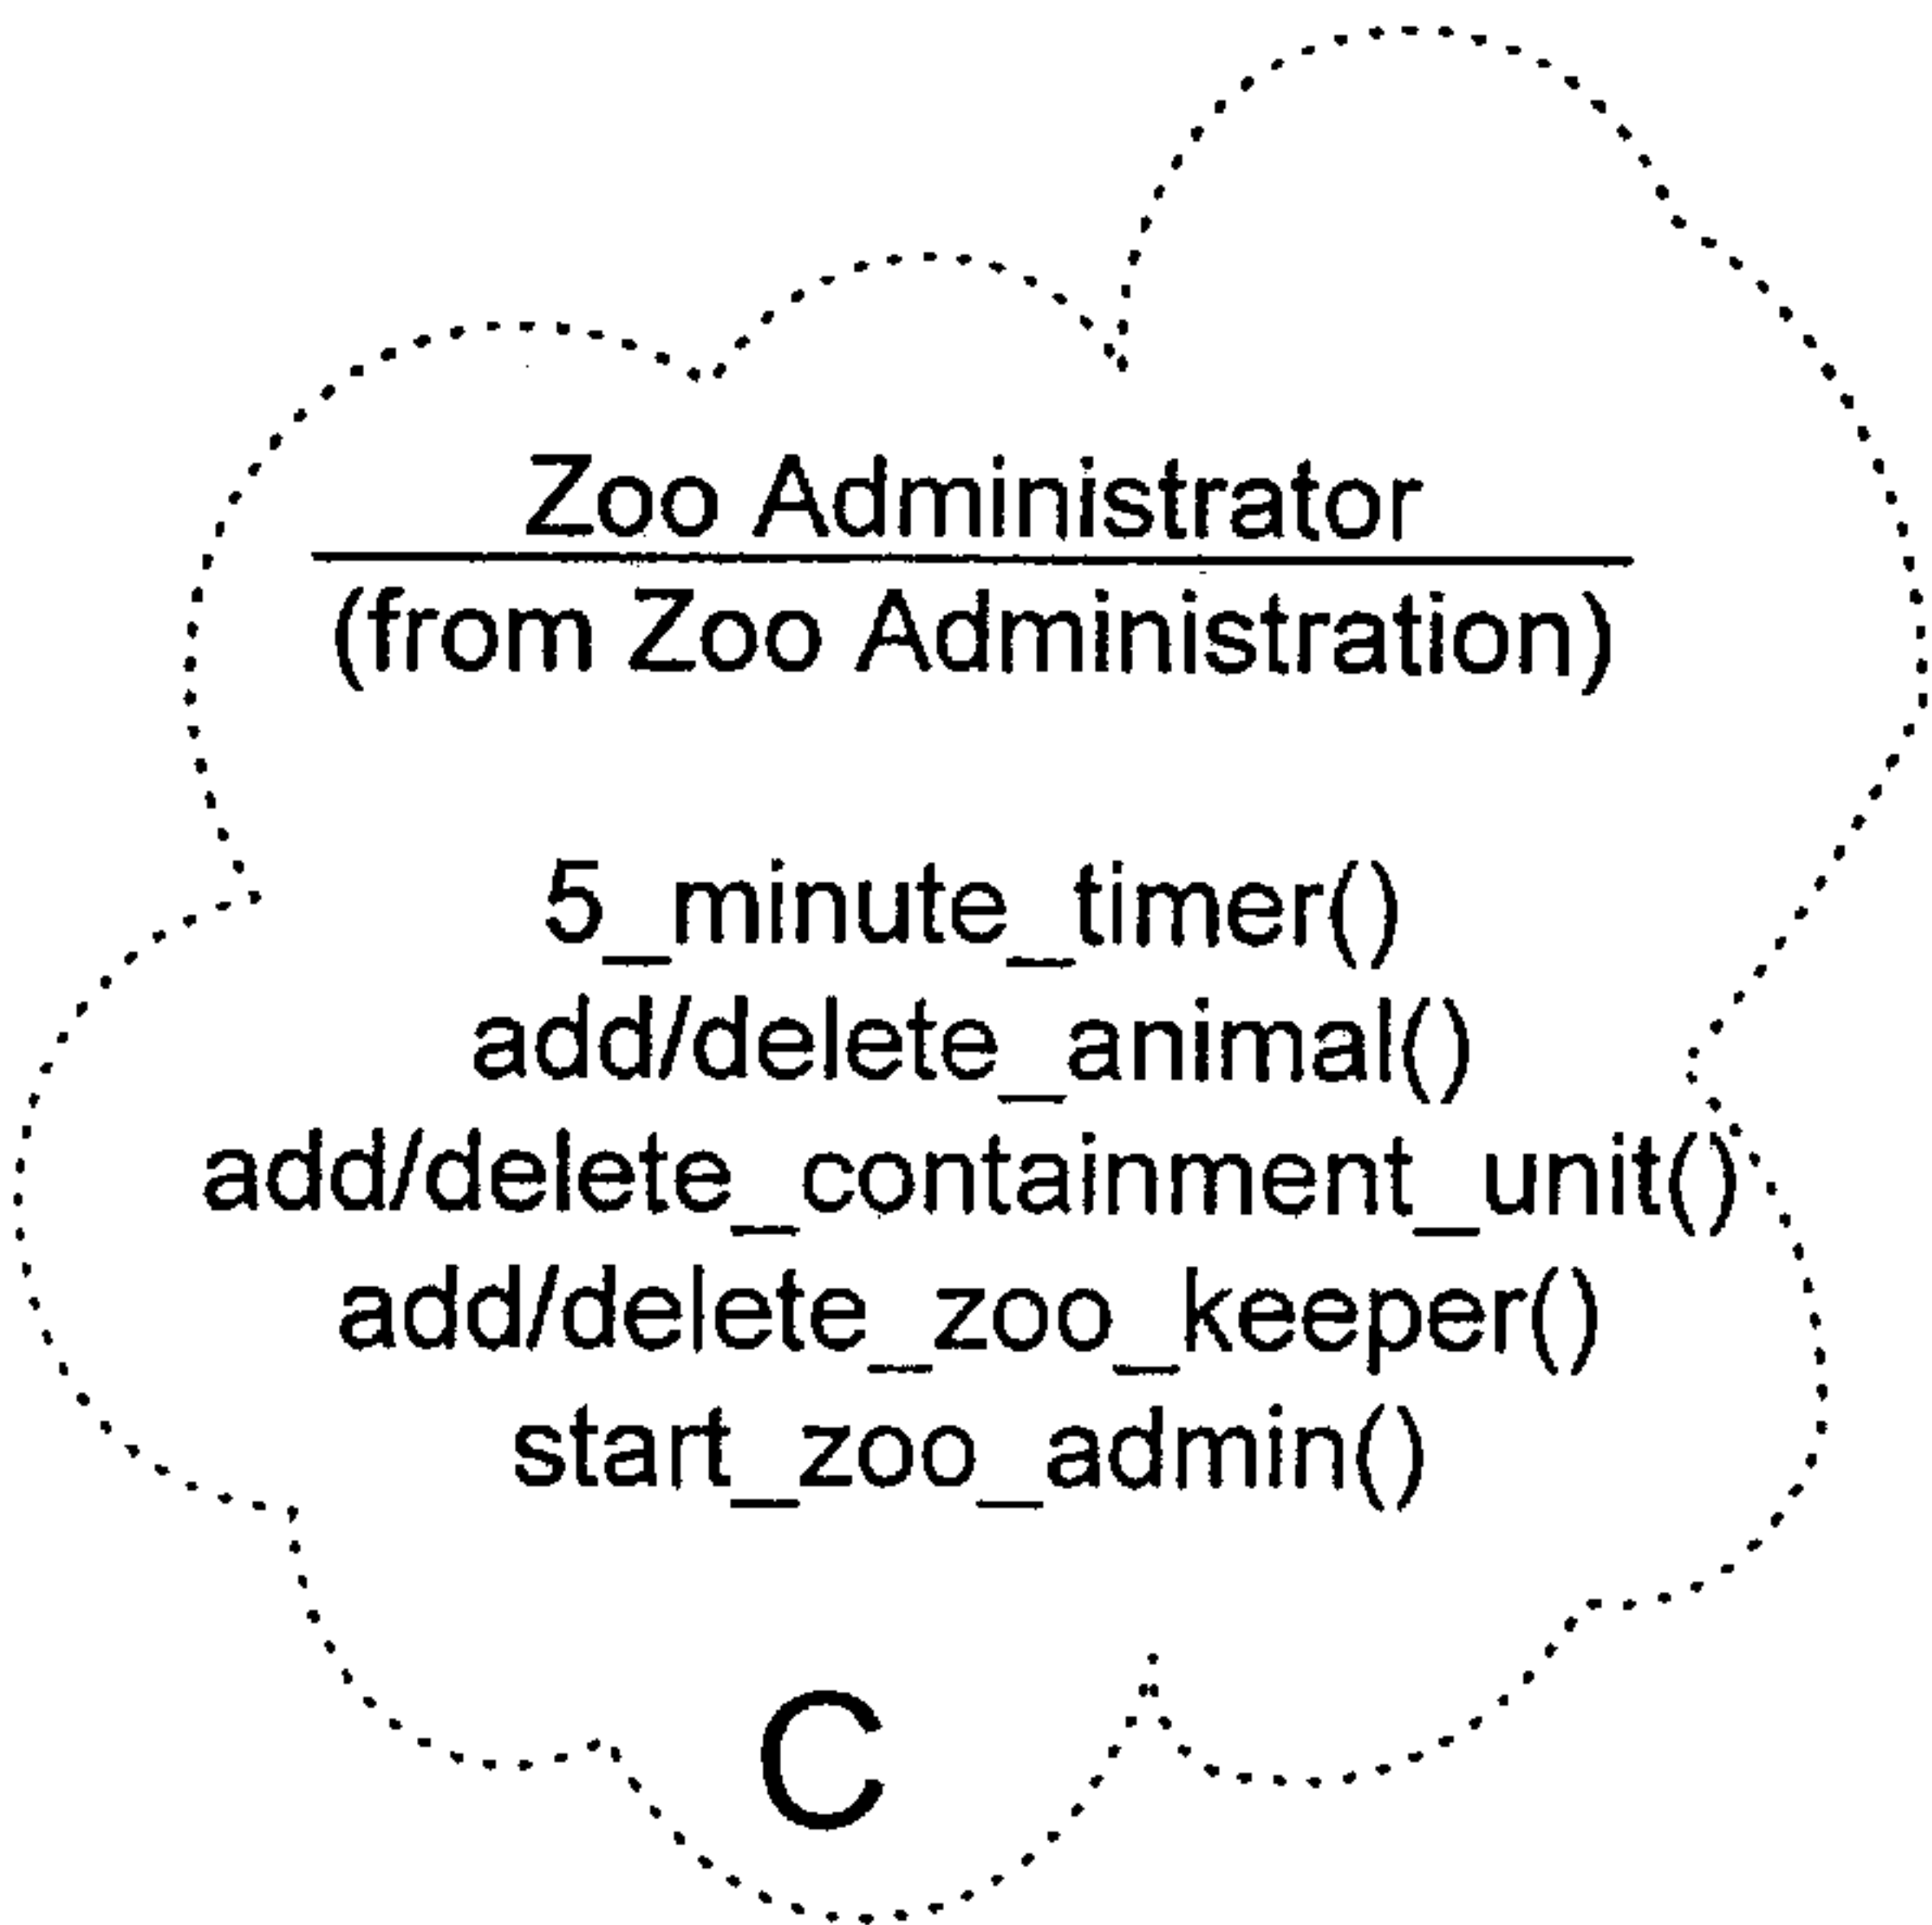 Zoo Administrator
(from Zoo Administration)
5_minute_timer()
add/delete_animal()
add/delete_containment_unit()
add/delete_zoo_keeper()
start_zoo_admin()
C